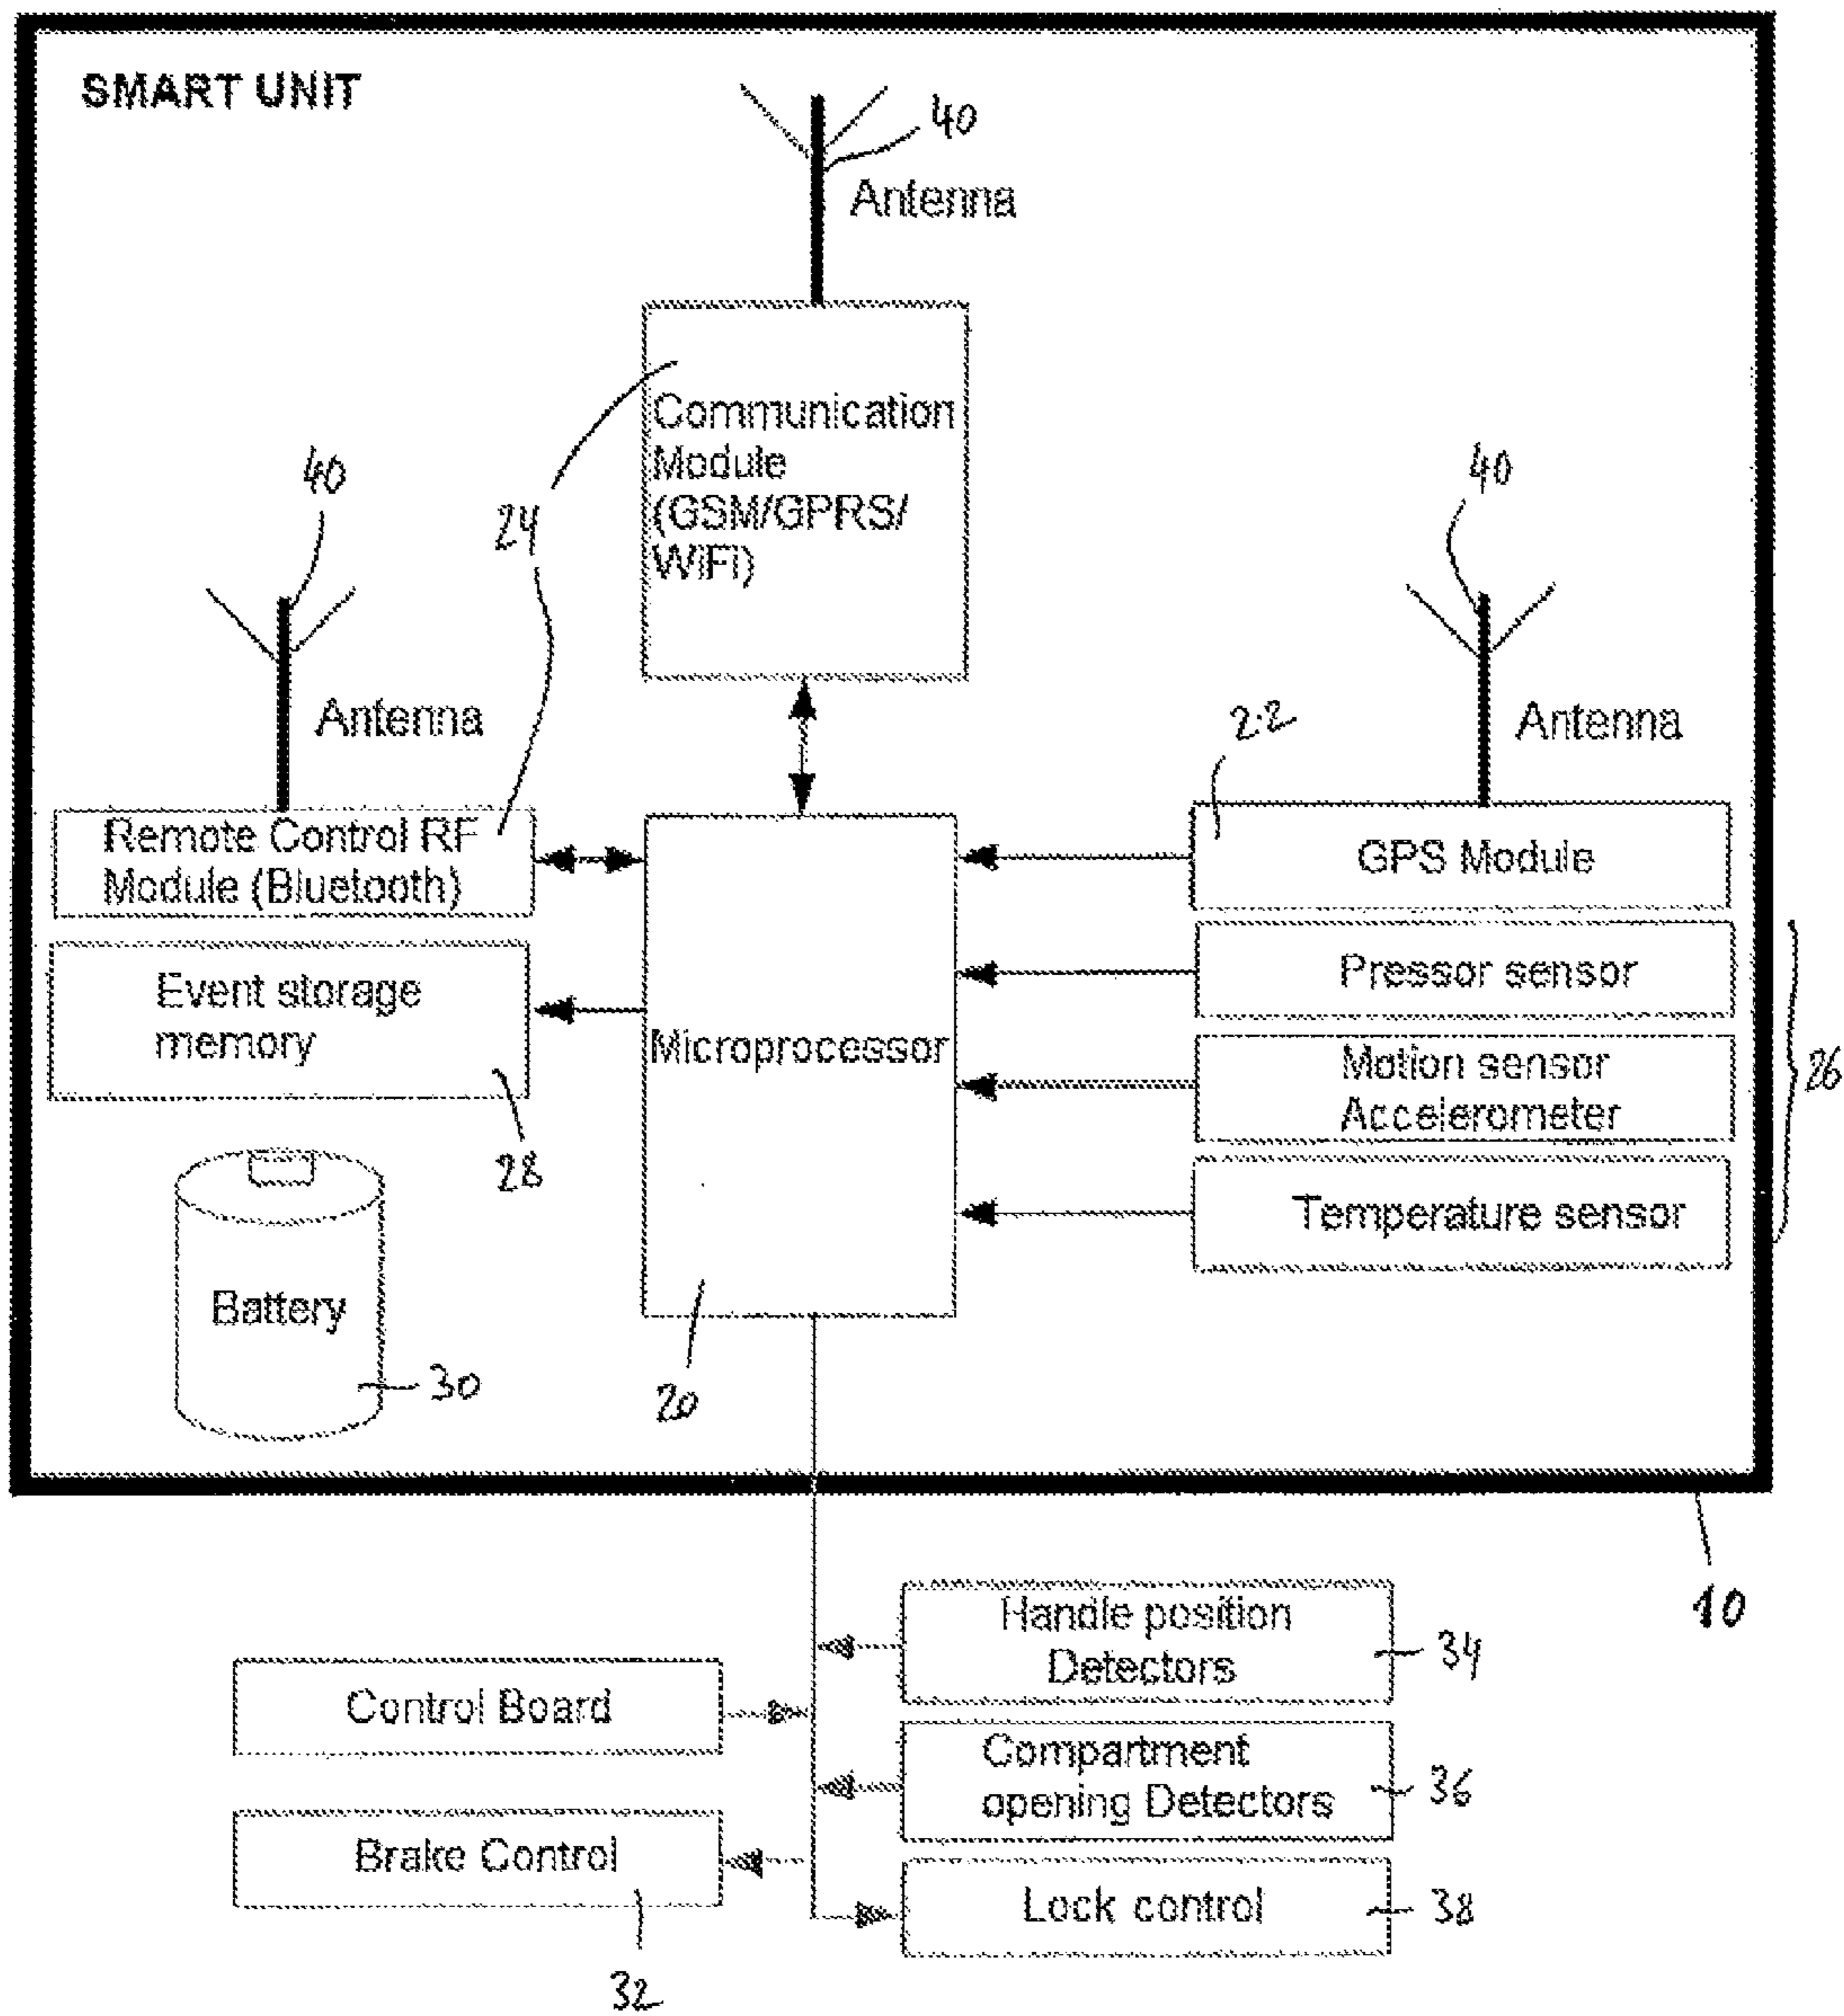 SMART UNIT
40
Antenna
24
Communication
Module
(GSM/GPRS/
WIFI)
40
Antenna
40
Antenna
22
Remote Control RF
Module (Bluetooth)
GPS Module
Event storage
memory
28
Microprocessor
20
Pressor sensor
Motion sensor
Accelerometer
Temperature sensor
26
Battery
30
10
Handle position
Detectors
34
Control Board
Compartment
opening Detectors
36
Brake Control
32
Lock control
38